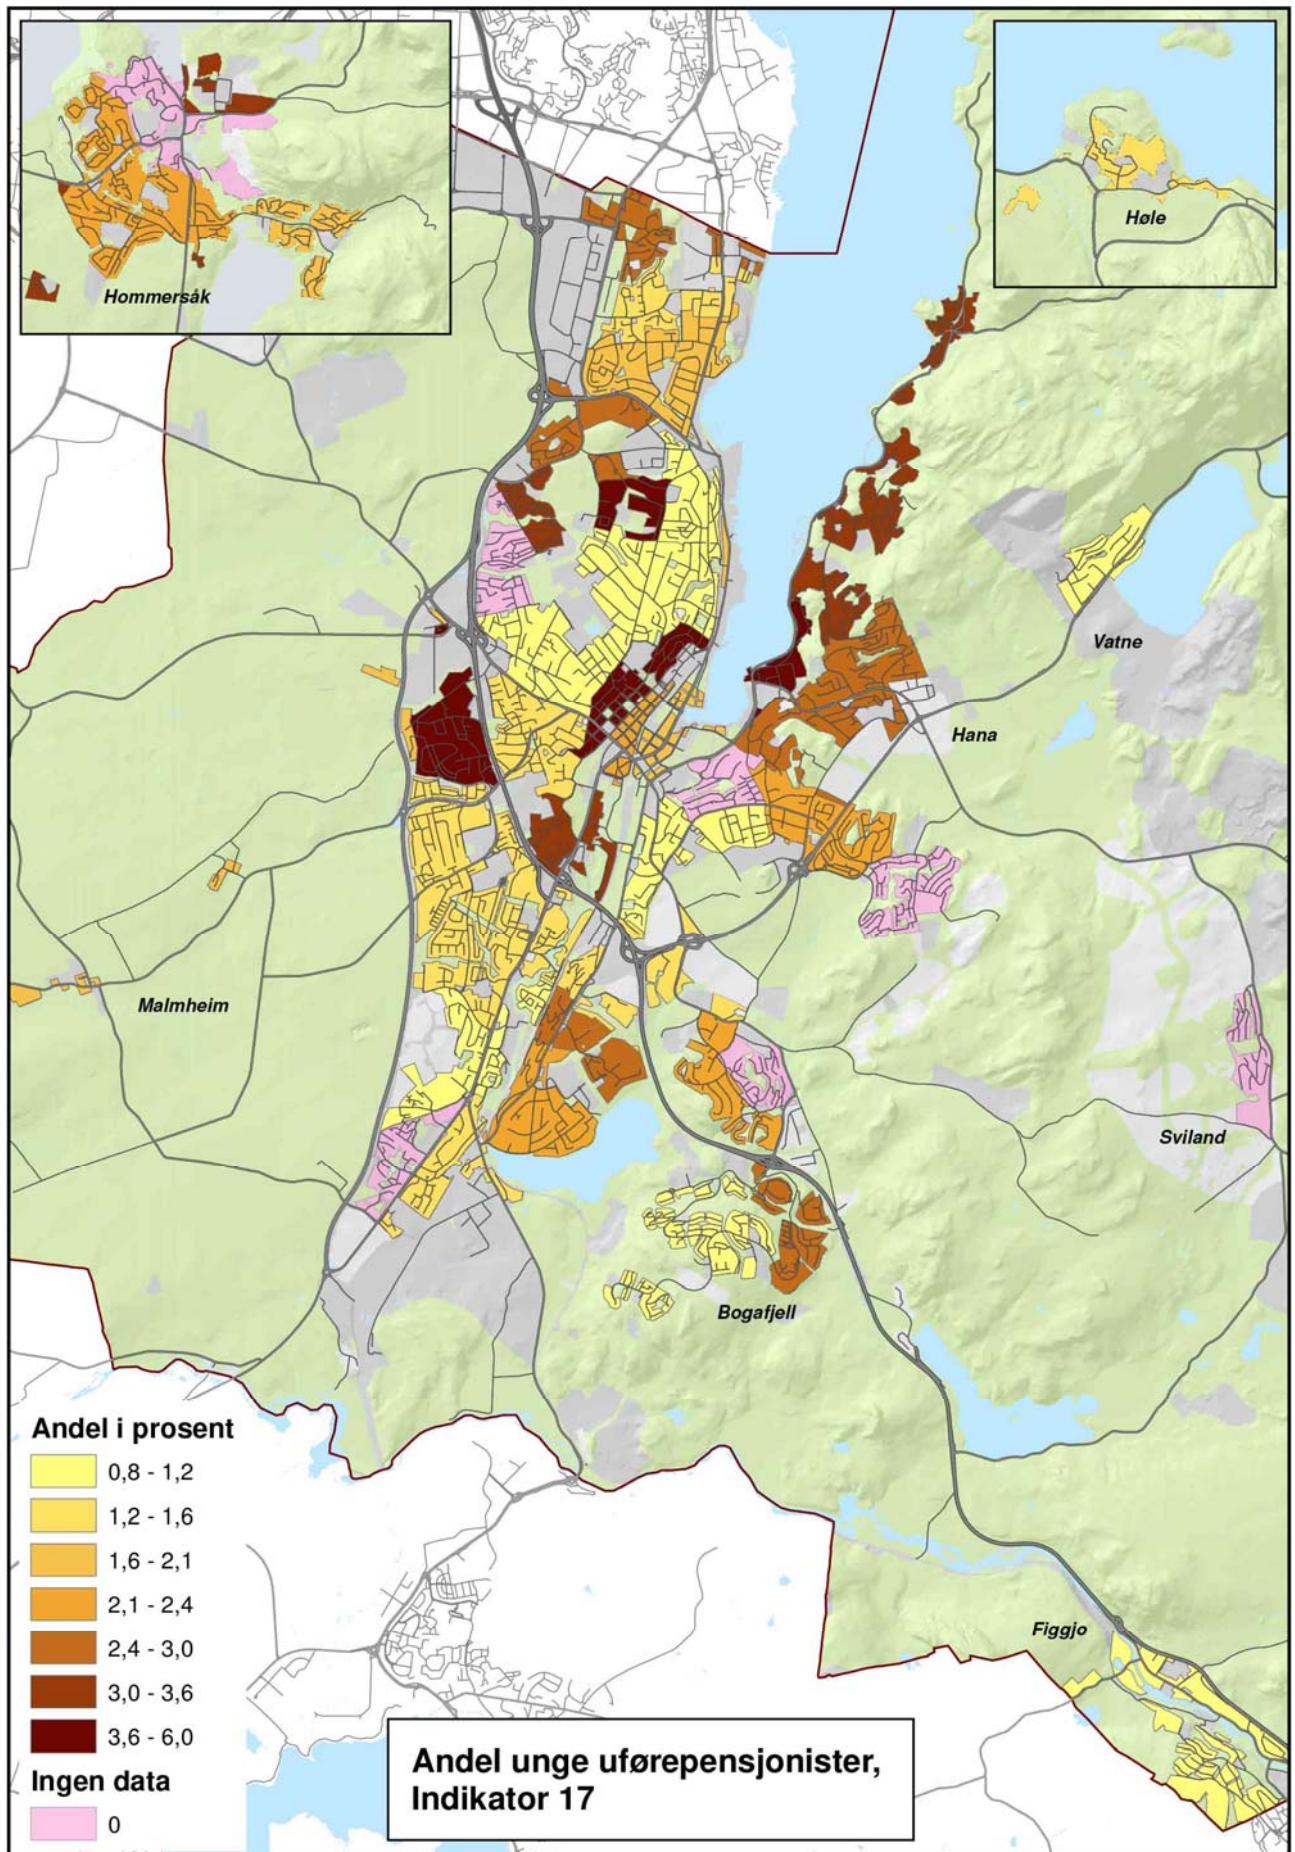 Hommersåk
Høle
Vatne
Hana
Malmheim
Sviland
Bogafjell
Figgjo
Andel i prosent
0,8 - 1,2
1,2 - 1,6
1,6 - 2,1
2,1 - 2,4
2,4 - 3,0
3,0 - 3,6
3,6 - 6,0
Ingen data
0
Andel unge uførepensjonister,
Indikator 17